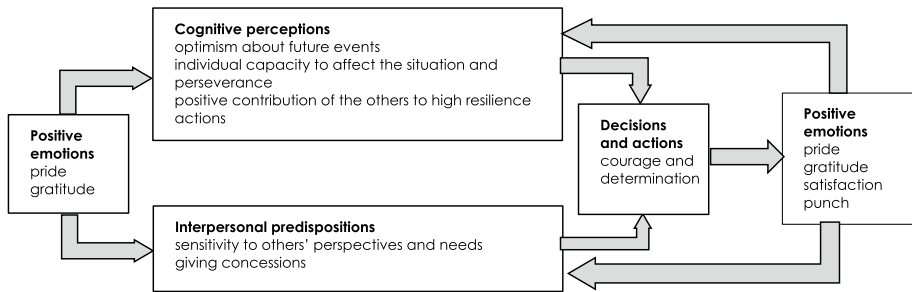 Positive
emotions
pride
gratitude
Cognitive perceptions
optimism about future events
individual capacity to affect the situation and
perseverance
positive contribution of the others to high resilience
actions
Interpersonal predispositions
sensitivity to others' perspectives and needs
giving concessions
Decisions
and actions
courage and
determination
Positive
emotions
pride
gratitude
satisfaction
punch